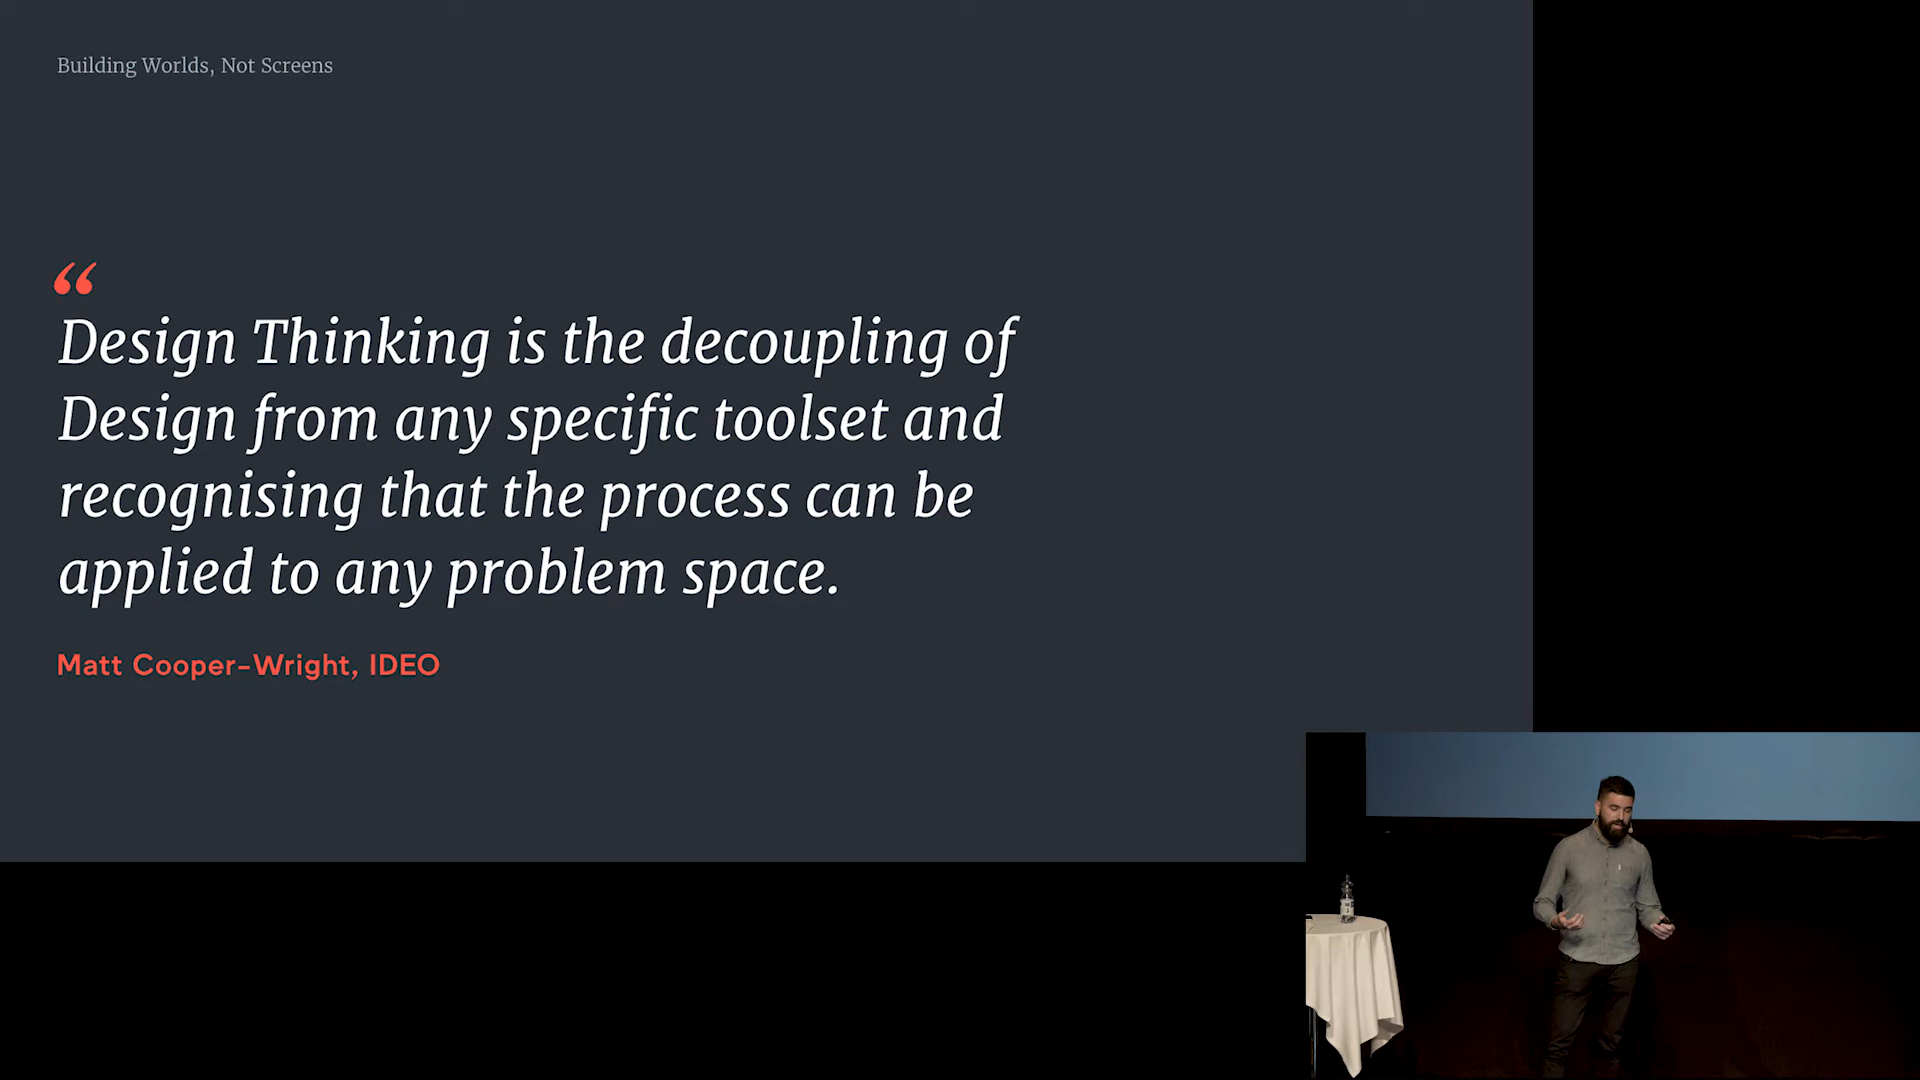 Building Worlds, Not Screens
“
Design Thinking is the decoupling of
Design from any specific toolset and
recognising that the process can be
applied to any problem space.
Matt Cooper-Wright, IDEO